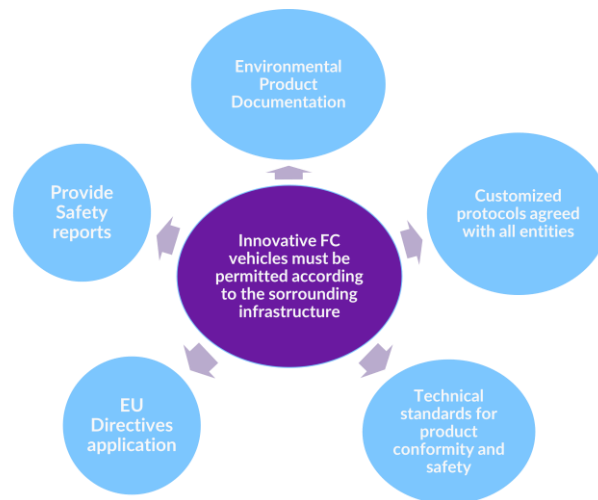 Environmental
Product
Documentation
Provide
Safety
reports
Customized
protocols agreed
with all entities
Innovative FC
vehicles must be
permitted according
to the sorrounding
infrastructure
EU
Directives
application
Technical
standards for
product
conformity and
safety